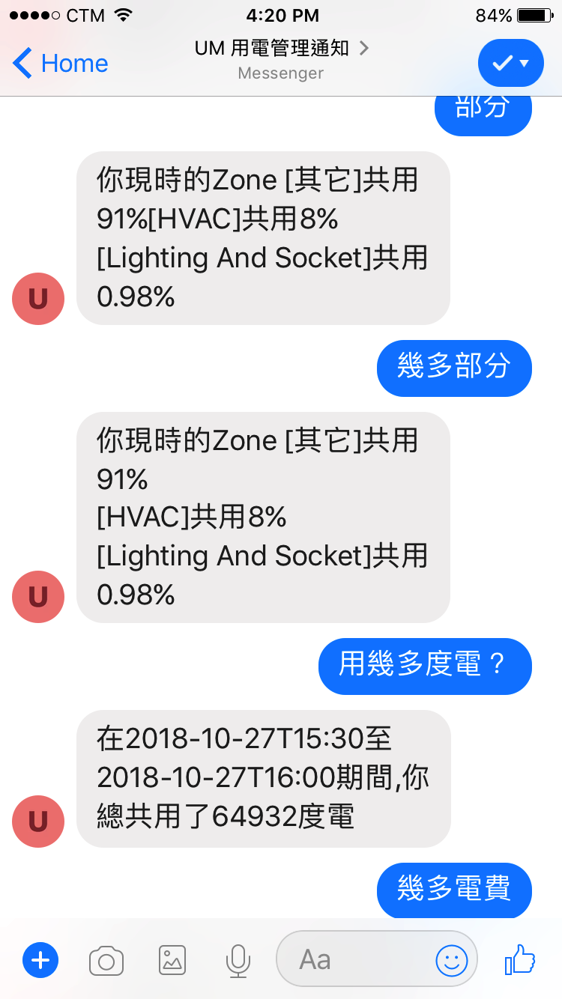 CTM 4:20 PM 84%
Home UM 用電管理通知
Messenger
部分
你現時的Zone [其它]共用
91%[HVAC]共用8%
[Lighting And Socket]共用
0.98%
U
幾多部分
你現時的Zone [其它]共用
91%
[HVAC]共用8%
[Lighting And Socket]共用
0.98%
U
用幾多度電？
在2018-10-27T15:30至
2018-10-27T16:00期間,你
總共用了64932度電
U
幾多電費
Aa